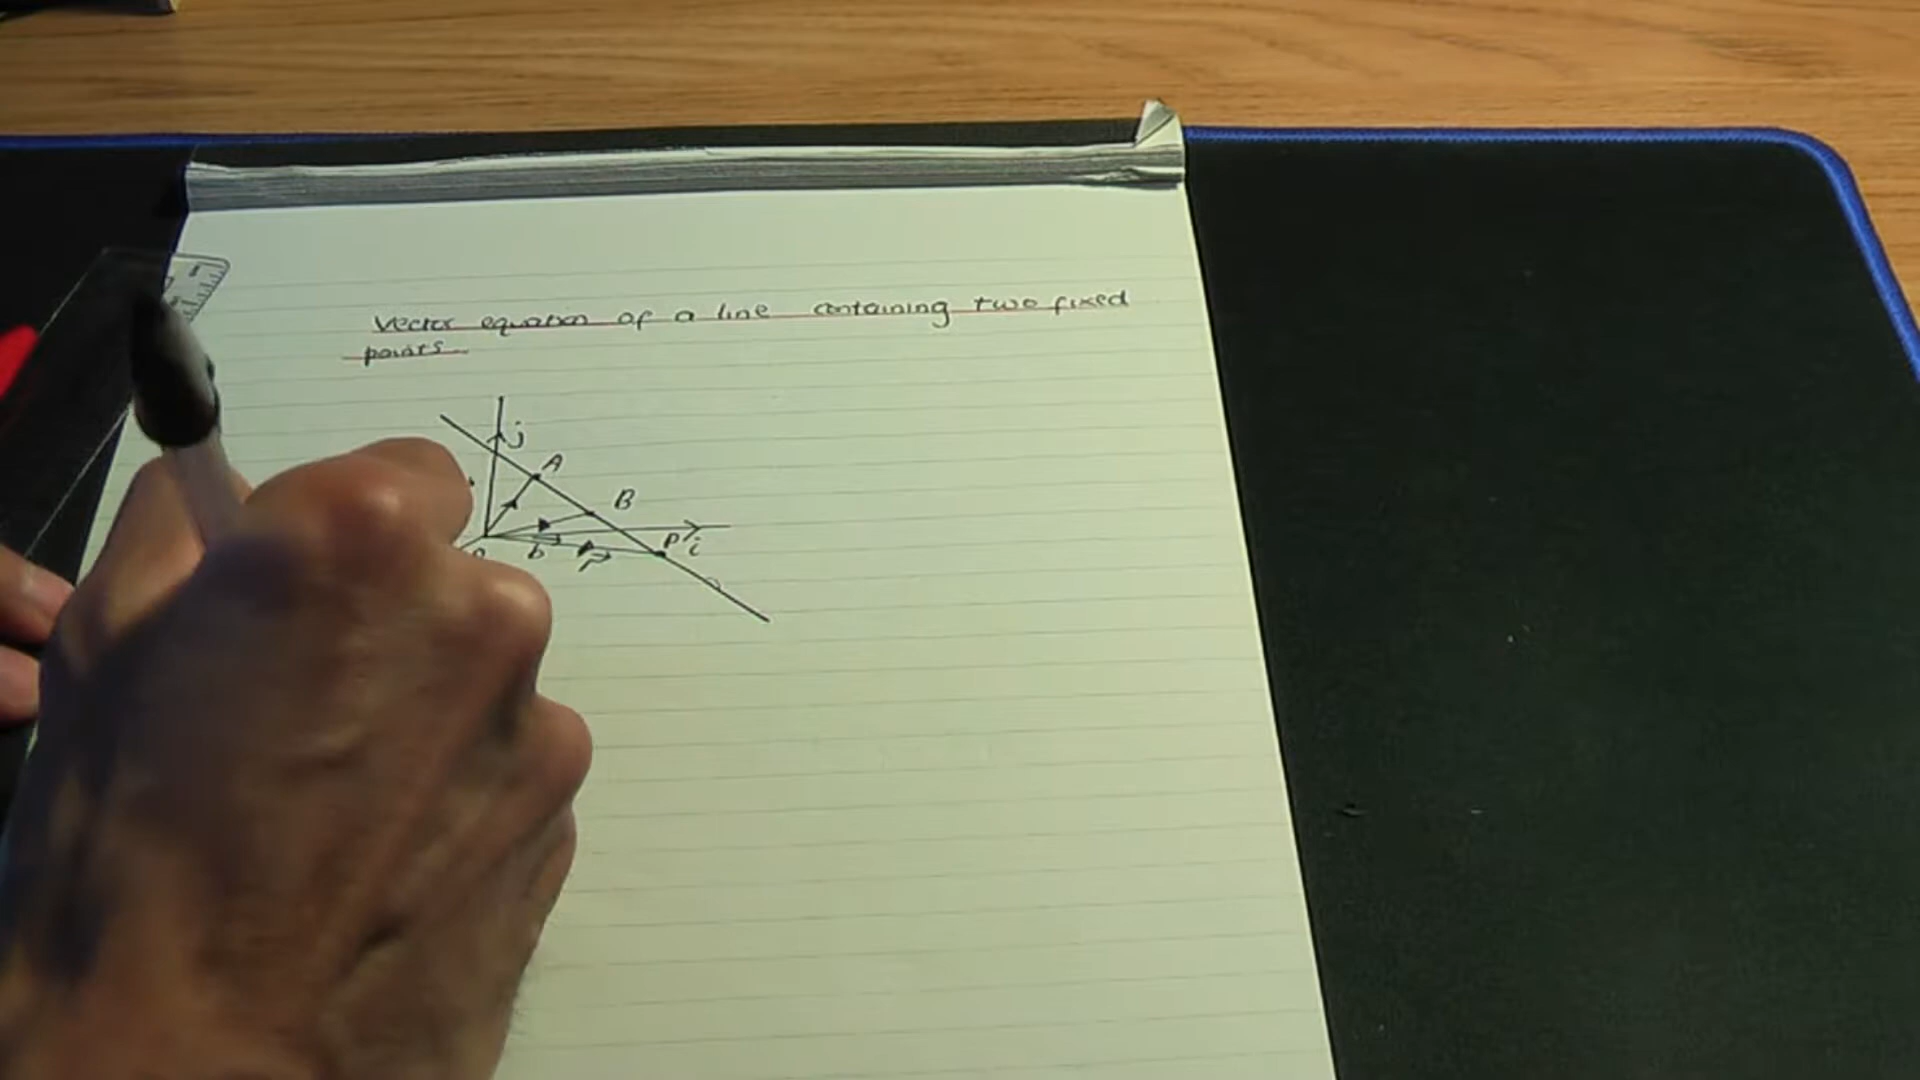 Vector equation of a line containing two fixed
points
j
A
B
P
i
b
r